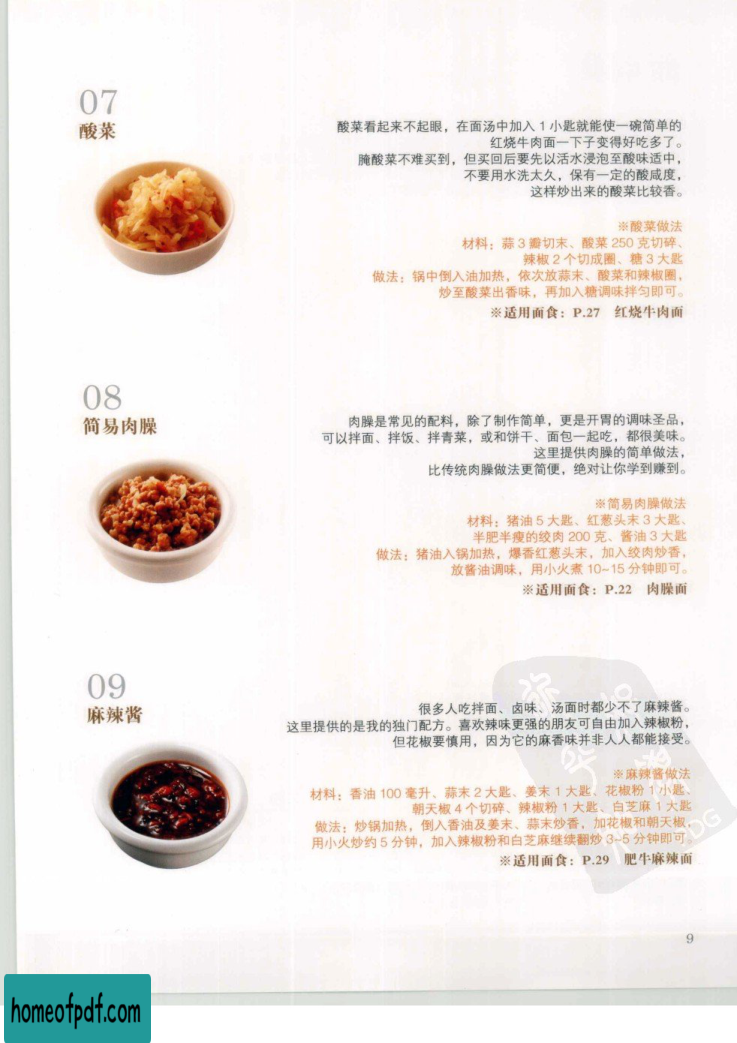 07
酸菜
酸菜看起来不起眼，在面汤中加入 1 小匙就能使一碗简单的
红烧牛肉面一下子变得好吃多了。
腌酸菜不难买到，但买回后要先以活水浸泡至酸味适中，
不要用水洗太久，保有一定的酸咸度，
这样炒出来的酸菜比较香。
※酸菜做法
材料：蒜 3 瓣切末、酸菜 250 克切碎、
辣椒 2 个切成圈、糖 3 大匙
做法：锅中倒入油加热，依次放蒜末、酸菜和辣椒圈，
炒至酸菜出香味，再加入糖调味拌匀即可。
※适用面食：P.27 红烧牛肉面
08
简易肉臊
肉臊是常见的配料，除了制作简单，更是开胃的调味圣品，
可以拌面、拌饭、拌青菜，或和饼干、面包一起吃，都很美味。
这里提供肉臊的简单做法，
比传统肉臊做法更简便，绝对让你学到赚到。
※简易肉臊做法
材料：猪油 5 大匙、红葱头末 3 大匙、
半肥半瘦的绞肉 200 克、酱油 3 大匙
做法：猪油入锅加热，爆香红葱头末，加入绞肉炒香，
放酱油调味，用小火煮 10~15 分钟即可。
※适用面食：P.22 肉臊面
09
麻辣酱
很多人吃拌面、卤味、汤面时都少不了麻辣酱。
这里提供的是我的独门配方。喜欢辣味更强的朋友可自由加入辣椒粉，
但花椒要慎用，因为它的麻香味并非人人都能接受。
※麻辣酱做法
材料：香油 100 毫升、蒜末 2 大匙、姜末 1 大匙、花椒粉 1 小匙、
朝天椒 4 个切碎、辣椒粉 1 大匙、白芝麻 1 大匙
做法：炒锅加热，倒入香油及姜末、蒜末炒香，加花椒和朝天椒，
用小火炒约 5 分钟，加入辣椒粉和白芝麻继续翻炒 3~5 分钟即可。
※适用面食：P.29 肥牛麻辣面
9
homeofpdf.com